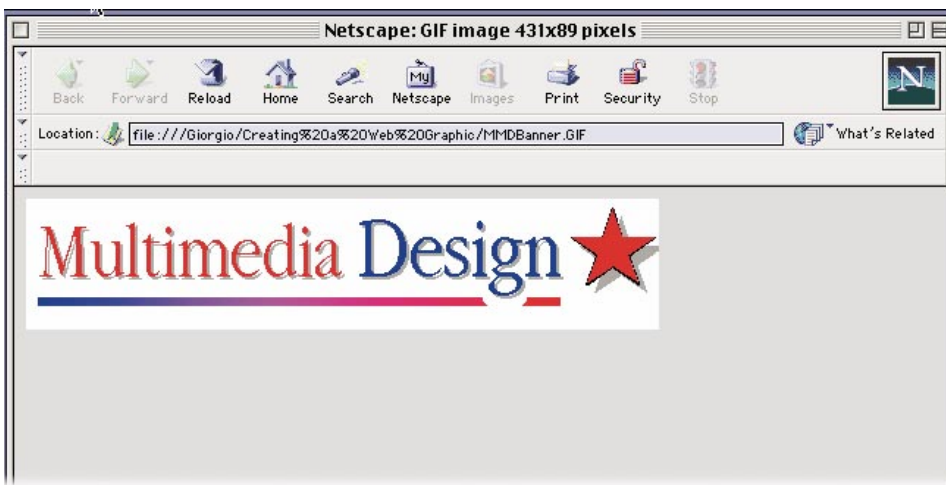 Netscape: GIF image 431x89 pixels
Back Forward Reload Home Search Netscape Images Print Security Stop
My
N
Location: file:///Giorgio/Creating%20a%20Web%20Graphic/MMDBanner.GIF What's Related
Multimedia Design